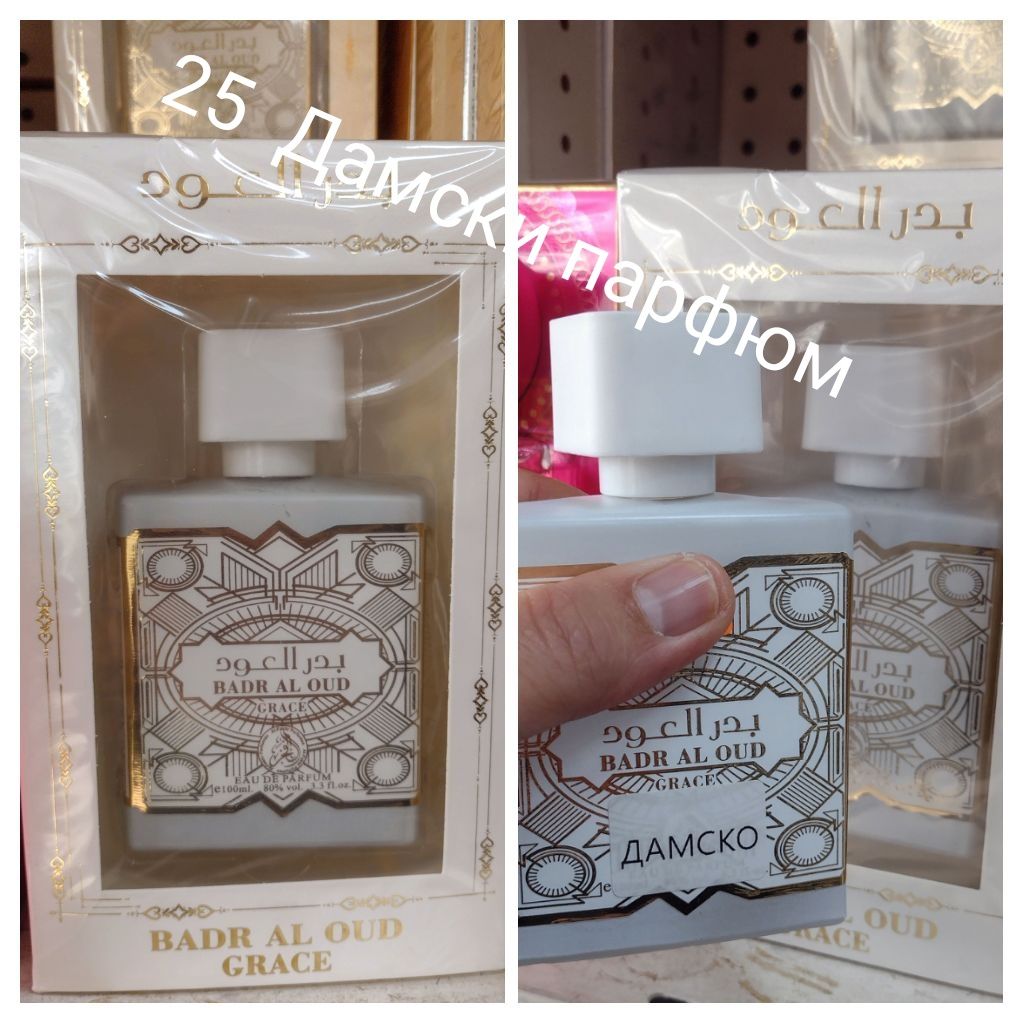 25 Дамски парфюм
بدر العود
بدر العود
BADR AL OUD
GRACE
EAU DE PARFUM
e100ml. 80% vol. 3.3 fl.oz.
BADR AL OUD
GRACE
بدر العود
بدر العود
BADR AL OUD
GRACE
ДАМСКО
AL OUD
GRACE